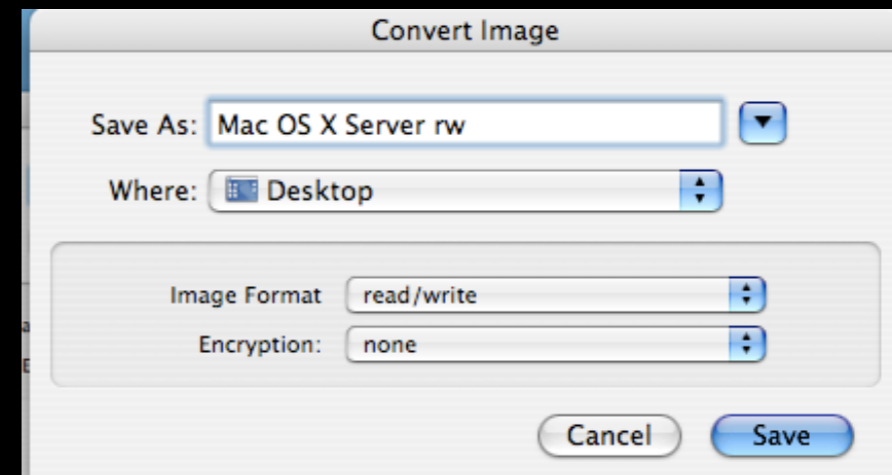 Convert Image
Save As: Mac OS X Server rw
Where: Desktop
Image Format read/write
Encryption: none
Cancel Save